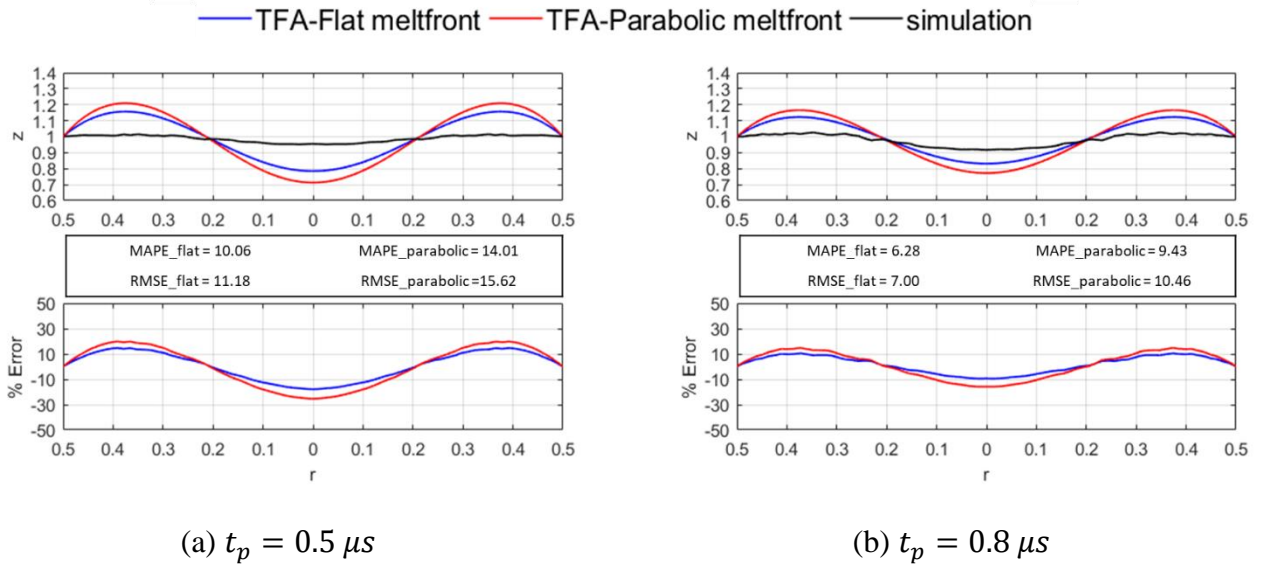 TFA-Flat meltfront TFA-Parabolic meltfront simulation
1.4
1.3
1.2
1.1
1
0.9
0.8
0.7
0.6
z
0.5 0.4 0.3 0.2 0.1 0 0.1 0.2 0.3 0.4 0.5
MAPE_flat = 10.06 MAPE_parabolic = 14.01
RMSE_flat = 11.18 RMSE_parabolic =15.62
50
30
10
-10
-30
-50
% Error
0.5 0.4 0.3 0.2 0.1 0 0.1 0.2 0.3 0.4 0.5
r
(a) t_p = 0.5 μs
1.4
1.3
1.2
1.1
1
0.9
0.8
0.7
0.6
z
0.5 0.4 0.3 0.2 0.1 0 0.1 0.2 0.3 0.4 0.5
MAPE_flat = 6.28 MAPE_parabolic = 9.43
RMSE_flat = 7.00 RMSE_parabolic = 10.46
50
30
10
-10
-30
-50
% Error
0.5 0.4 0.3 0.2 0.1 0 0.1 0.2 0.3 0.4 0.5
r
(b) t_p = 0.8 μs